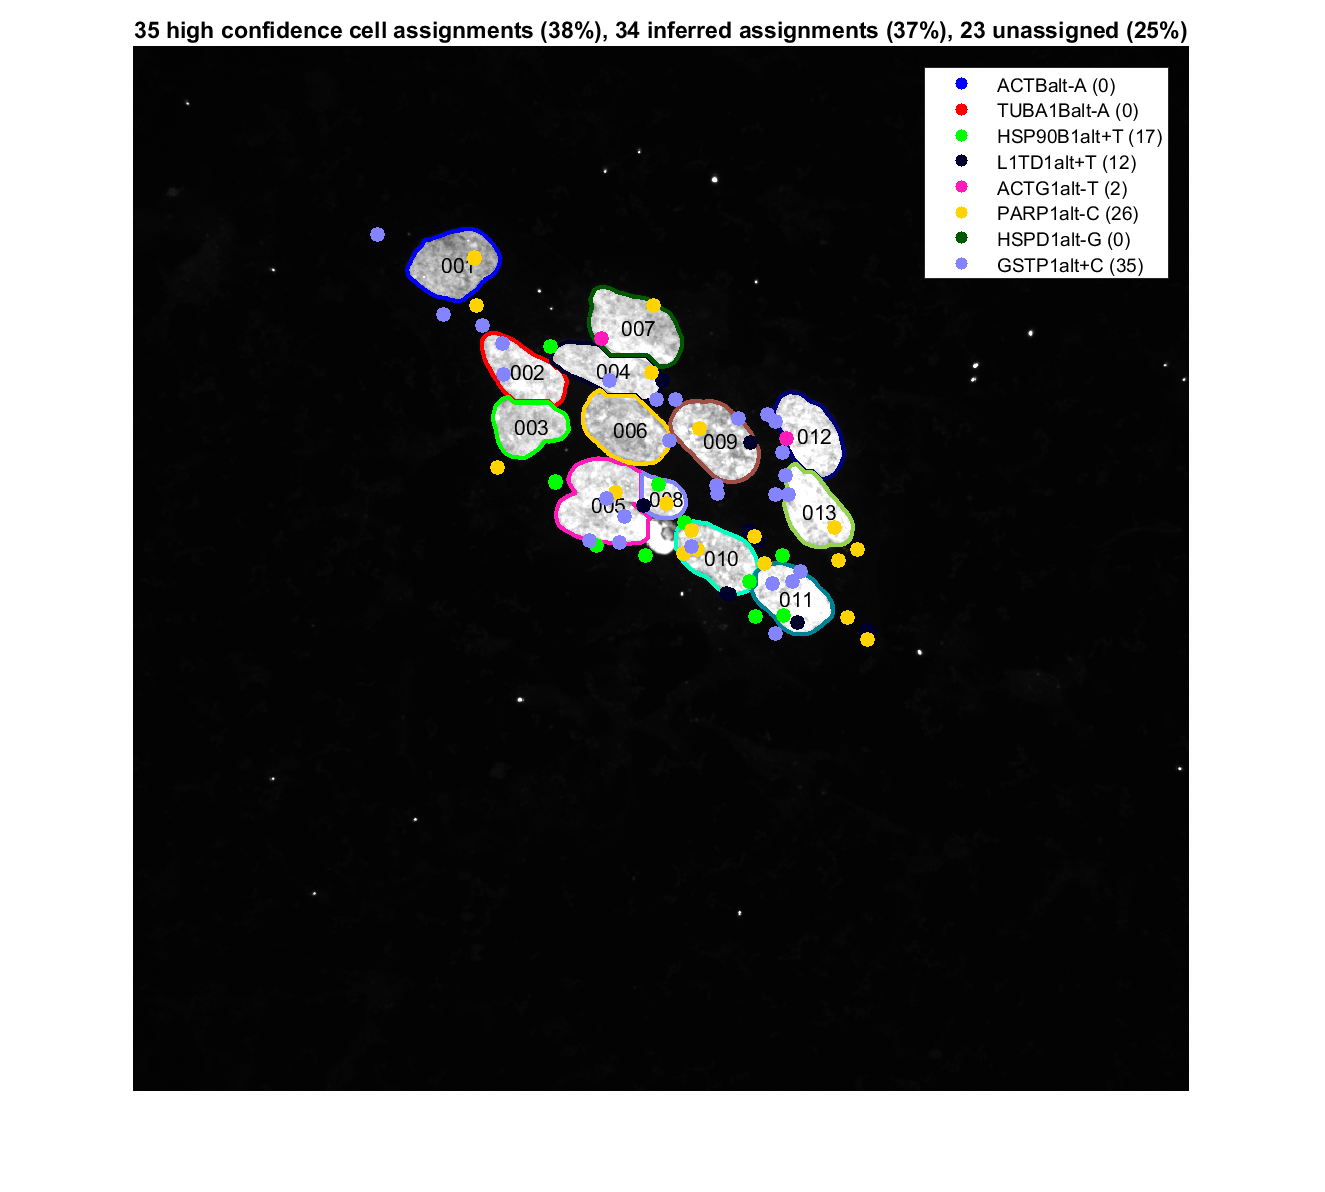 35 high confidence cell assignments (38%), 34 inferred assignments (37%), 23 unassigned (25%)
ACTBalt-A (0)
TUBA1Balt-A (0)
HSP90B1alt+T (17)
L1TD1alt+T (12)
ACTG1alt-T (2)
PARP1alt-C (26)
HSPD1alt-G (0)
GSTP1alt+C (35)
001
007
002
004
003
006
009
012
005
008
013
010
011